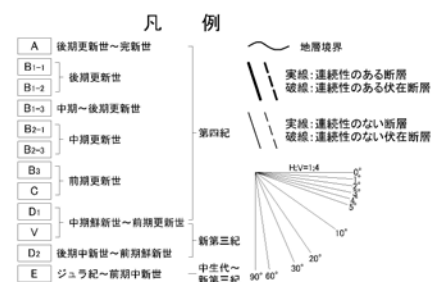 凡 例
A 後期更新世～完新世
B1-1
B1-2
後期更新世
B1-3 中期～後期更新世
B2-1
B2-3
中期更新世
B3
C
前期更新世
D1
V
中期鮮新世～前期更新世
D2 後期中新世～前期鮮新世
E ジュラ紀～前期中新世
第四紀
新第三紀
中生代～
新第三紀
地層境界
実線：連続性のある断層
破線：連続性のある伏在断層
実線：連続性のない断層
破線：連続性のない伏在断層
H:V=1:4
0°
1°
2°
3°
4°
5°
10°
20°
30°
60°
90°